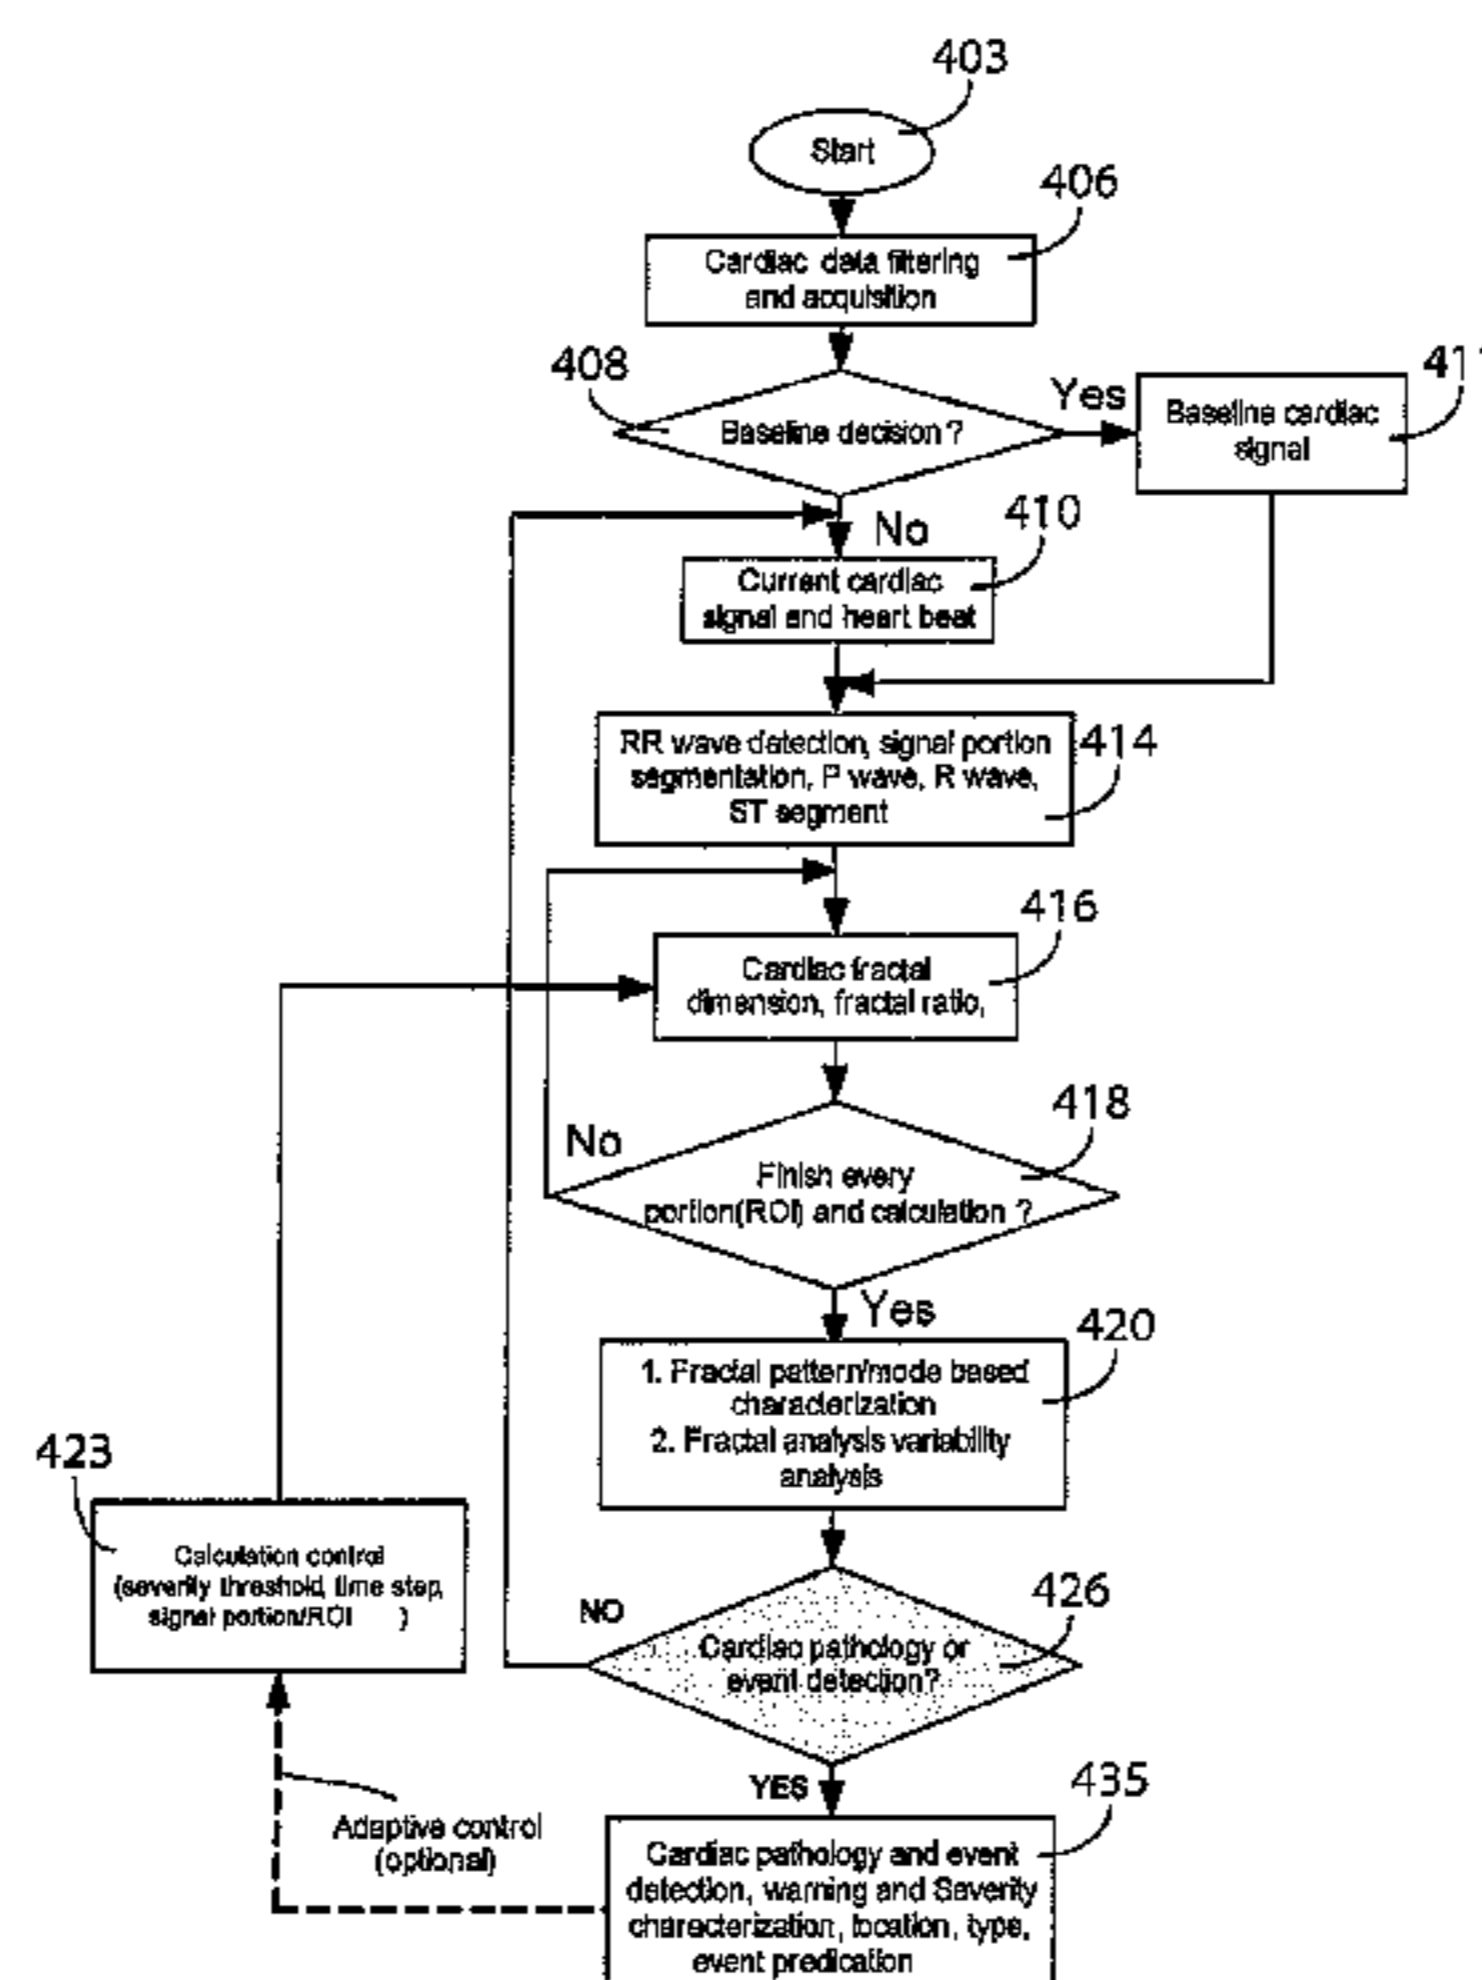 403
Start
406
Cardiac data filtering
and acquisition
408
Baseline decision ?
Yes
411
Baseline cardiac
signal
No
410
Current cardiac
signal and heart beat
RR wave detection, signal portion
segmentation, P wave, R wave,
ST segment
414
416
Cardiac fractal
dimension, fractal ratio,
418
No
Finish every
portion(ROI) and calculation ?
Yes
420
1. Fractal pattern/mode based
characterization
2. Fractal analysis variability
analysis
423
Calculation control
(severity threshold, time step,
signal portion/ROI )
426
NO
Cardiac pathology or
event detection?
YES
435
Adaptive control
(optional)
Cardiac pathology and event
detection, warning and Severity
characterization, location, type,
event predication